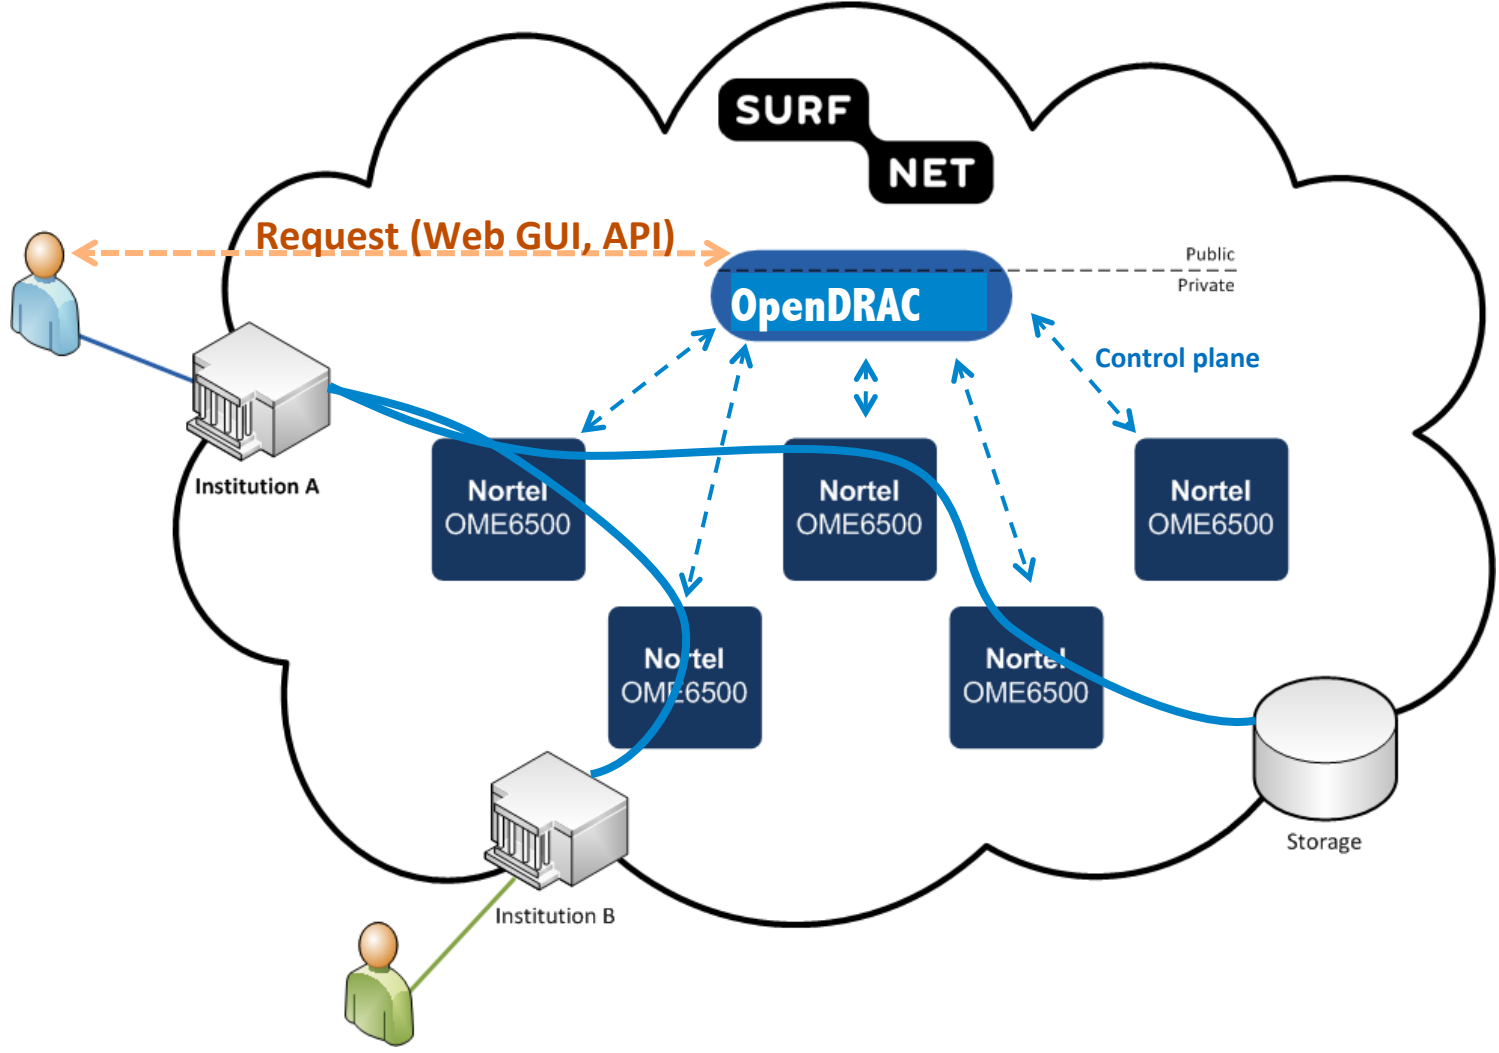 SURF
NET
Request (Web GUI, API)
Public
Private
OpenDRAC
Control plane
Institution A
Nortel
OME6500
Nortel
OME6500
Nortel
OME6500
Nortel
OME6500
Nortel
OME6500
Storage
Institution B